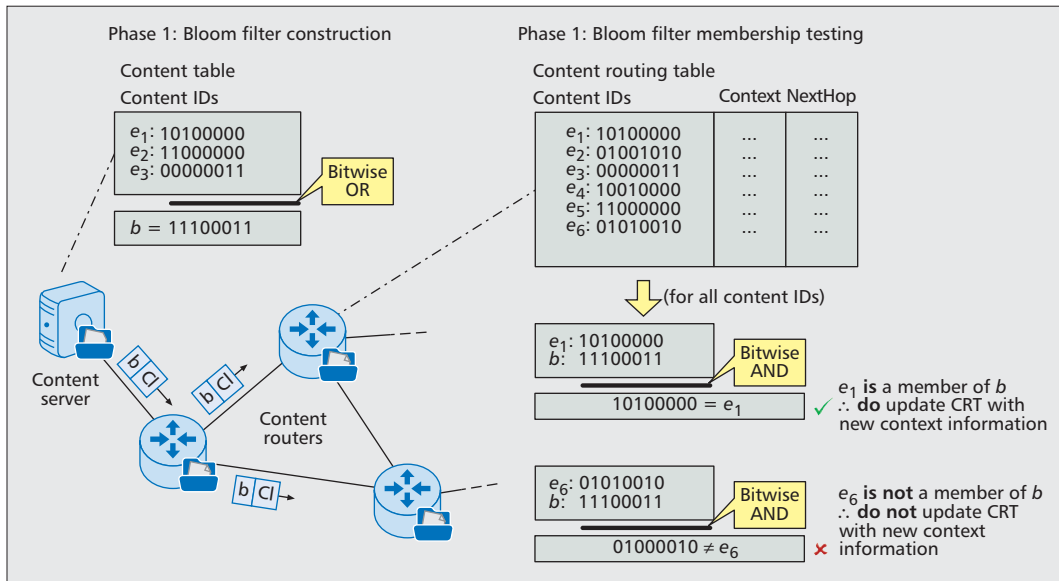 Phase 1: Bloom filter construction
Content table
Content IDs
e1: 10100000
e2: 11000000
e3: 00000011
Bitwise
OR
b = 11100011
Content
server
b CI
b CI
b CI
Content
routers
Phase 1: Bloom filter membership testing
Content routing table
Content IDs Context NextHop
e1: 10100000 ... ...
e2: 01001010 ... ...
e3: 00000011 ... ...
e4: 10010000 ... ...
e5: 11000000 ... ...
e6: 01010010 ... ...
(for all content IDs)
e1: 10100000
b: 11100011
Bitwise
AND
10100000 = e1
e1 is a member of b
∴ do update CRT with
new context information
e6: 01010010
b: 11100011
Bitwise
AND
01000010 ≠ e6
e6 is not a member of b
∴ do not update CRT
with new context
information